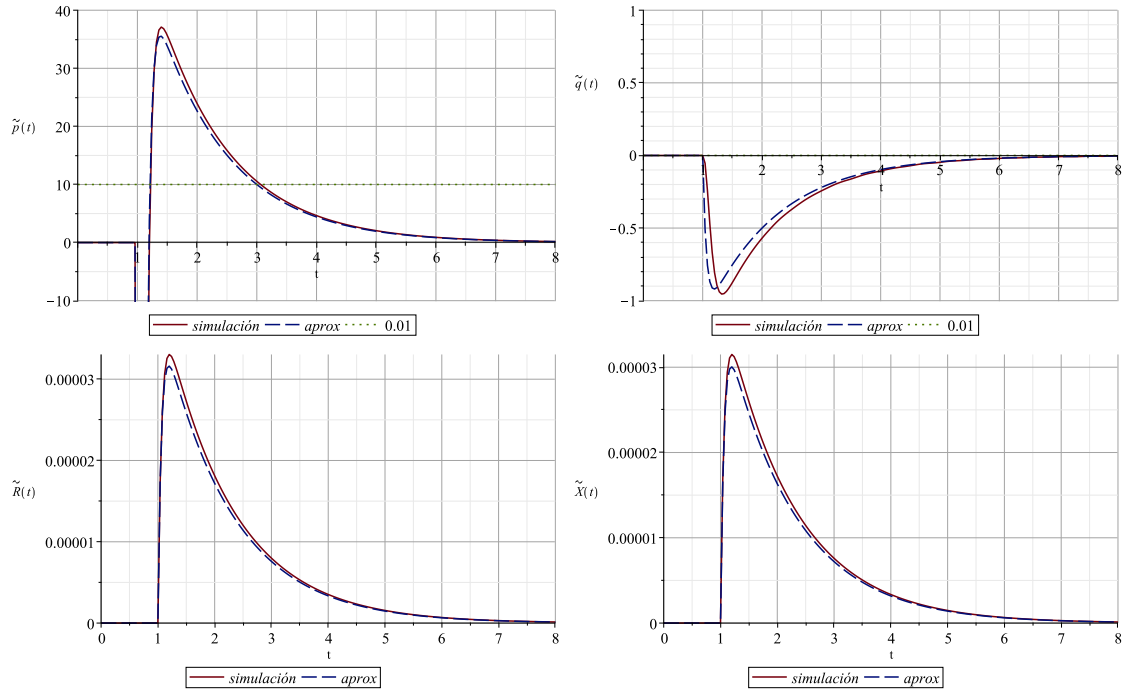 40
30
20
10
0
−10
p̃(t)
1 2 3 4 5 6 7 8
t
simulación aprox 0.01
1
0.5
0
−0.5
−1
q̃(t)
1 2 3 4 5 6 7 8
t
simulación aprox 0.01
0.00003
0.00002
0.00001
0
R̃(t)
0 1 2 3 4 5 6 7 8
t
simulación aprox
0.00003
0.00002
0.00001
0
X̃(t)
0 1 2 3 4 5 6 7 8
t
simulación aprox